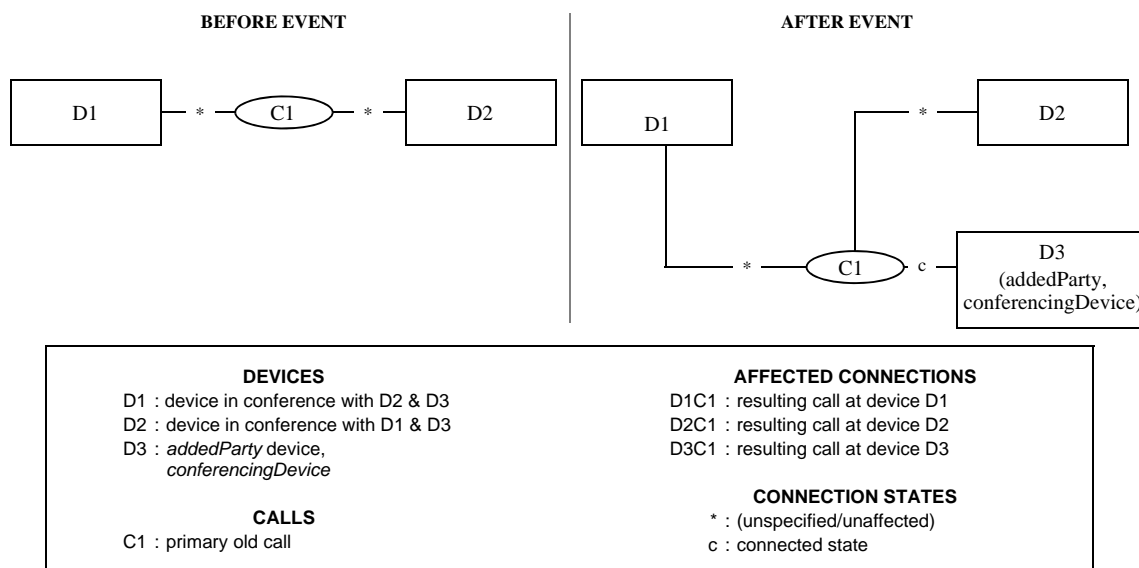 BEFORE EVENT
AFTER EVENT
D1
*
C1
*
D2
D1
*
D2
*
C1
c
D3
(addedParty,
conferencingDevice)
DEVICES
D1 : device in conference with D2 & D3
D2 : device in conference with D1 & D3
D3 : addedParty device,
conferencingDevice
CALLS
C1 : primary old call
AFFECTED CONNECTIONS
D1C1 : resulting call at device D1
D2C1 : resulting call at device D2
D3C1 : resulting call at device D3
CONNECTION STATES
* : (unspecified/unaffected)
c : connected state